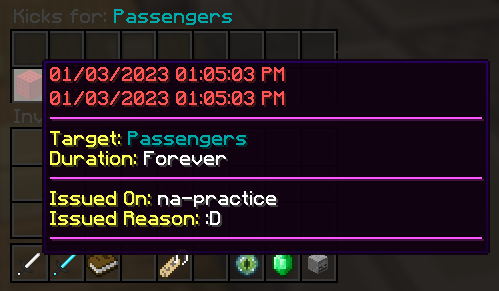 Kicks for: Passengers
01/03/2023 01:05:03 PM
01/03/2023 01:05:03 PM
Target: Passengers
Duration: Forever
Inv
Issued On: na-practice
Issued Reason: :D